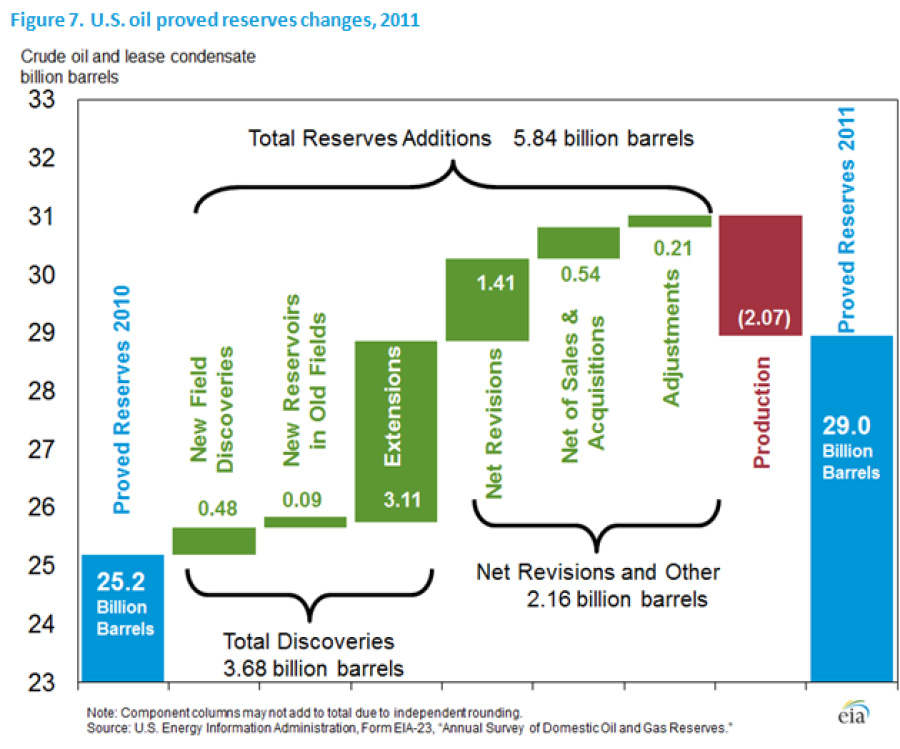 Figure 7. U.S. oil proved reserves changes, 2011
Crude oil and lease condensate
billion barrels
33
32
31
30
29
28
27
26
25
24
23
Total Reserves Additions 5.84 billion barrels
Proved Reserves 2010
25.2
Billion
Barrels
New Field
Discoveries
0.48
New Reservoirs
in Old Fields
0.09
Extensions
3.11
Total Discoveries
3.68 billion barrels
1.41
Net Revisions
0.54
Net of Sales &
Acquisitions
0.21
Adjustments
Net Revisions and Other
2.16 billion barrels
(2.07)
Production
Proved Reserves 2011
29.0
Billion
Barrels
Note: Component columns may not add to total due to independent rounding.
Source: U.S. Energy Information Administration, Form EIA-23, “Annual Survey of Domestic Oil and Gas Reserves.”
eia